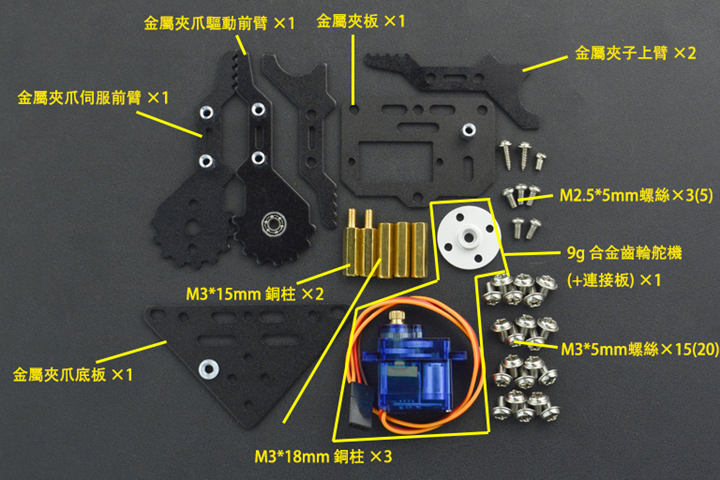 金屬夾爪驅動前臂 ×1
金屬夾板 ×1
金屬夾子上臂 ×2
金屬夾爪伺服前臂 ×1
M2.5*5mm螺絲×3(5)
9g 合金齒輪舵機
(+連接板) ×1
M3*15mm 銅柱 ×2
M3*5mm螺絲×15(20)
金屬夾爪底板 ×1
M3*18mm 銅柱 ×3